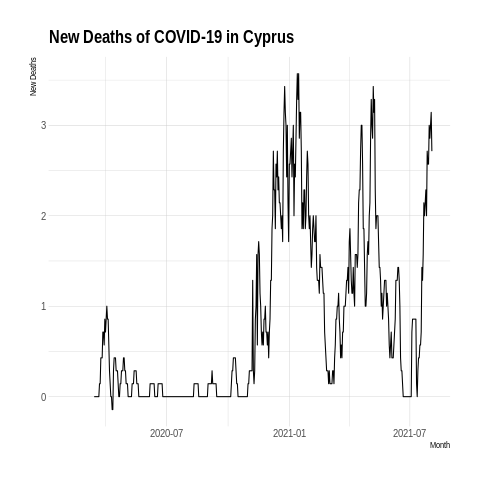 New Deaths of COVID-19 in Cyprus
New Deaths
3
2
1
0
2020-07
2021-01
2021-07
Month